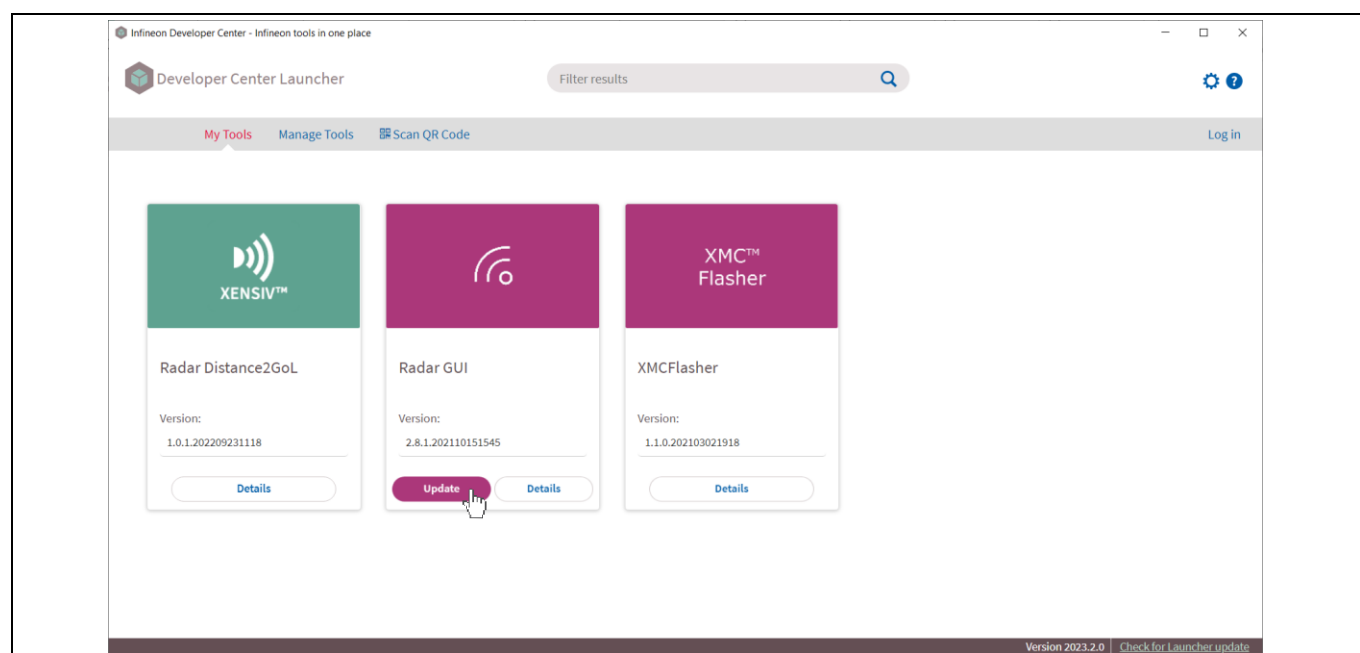 Infineon Developer Center - Infineon tools in one place
Developer Center Launcher
Filter results
My Tools Manage Tools Scan QR Code Log in
XENSIV™
XMC™
Flasher
Radar Distance2GoL
Version:
1.0.1.202209231118
Details
Radar GUI
Version:
2.8.1.202110151545
Update Details
XMCFlasher
Version:
1.1.0.202103021918
Details
Version 2023.2.0 | Check for Launcher update